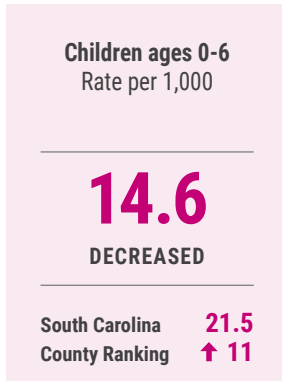 Children ages 0-6
Rate per 1,000
14.6
DECREASED
South Carolina 21.5
County Ranking ↑ 11